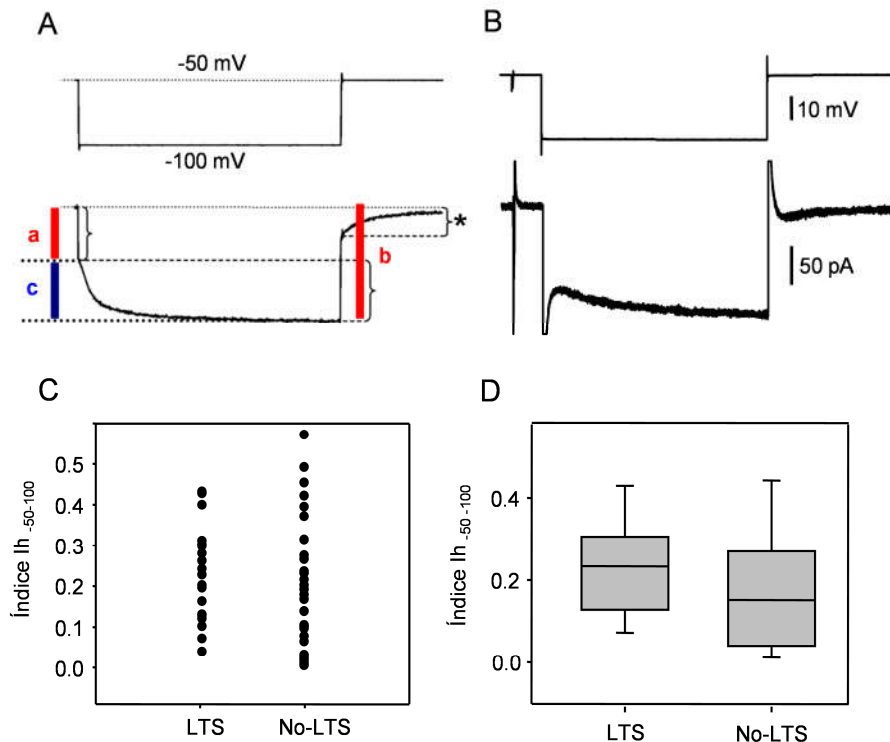 A
-50 mV
-100 mV
a
c
b
*
B
10 mV
50 pA
C
Índice Ih -50 -100
0.5
0.4
0.3
0.2
0.1
0.0
LTS
No-LTS
D
Índice Ih -50 -100
0.4
0.2
0.0
LTS
No-LTS